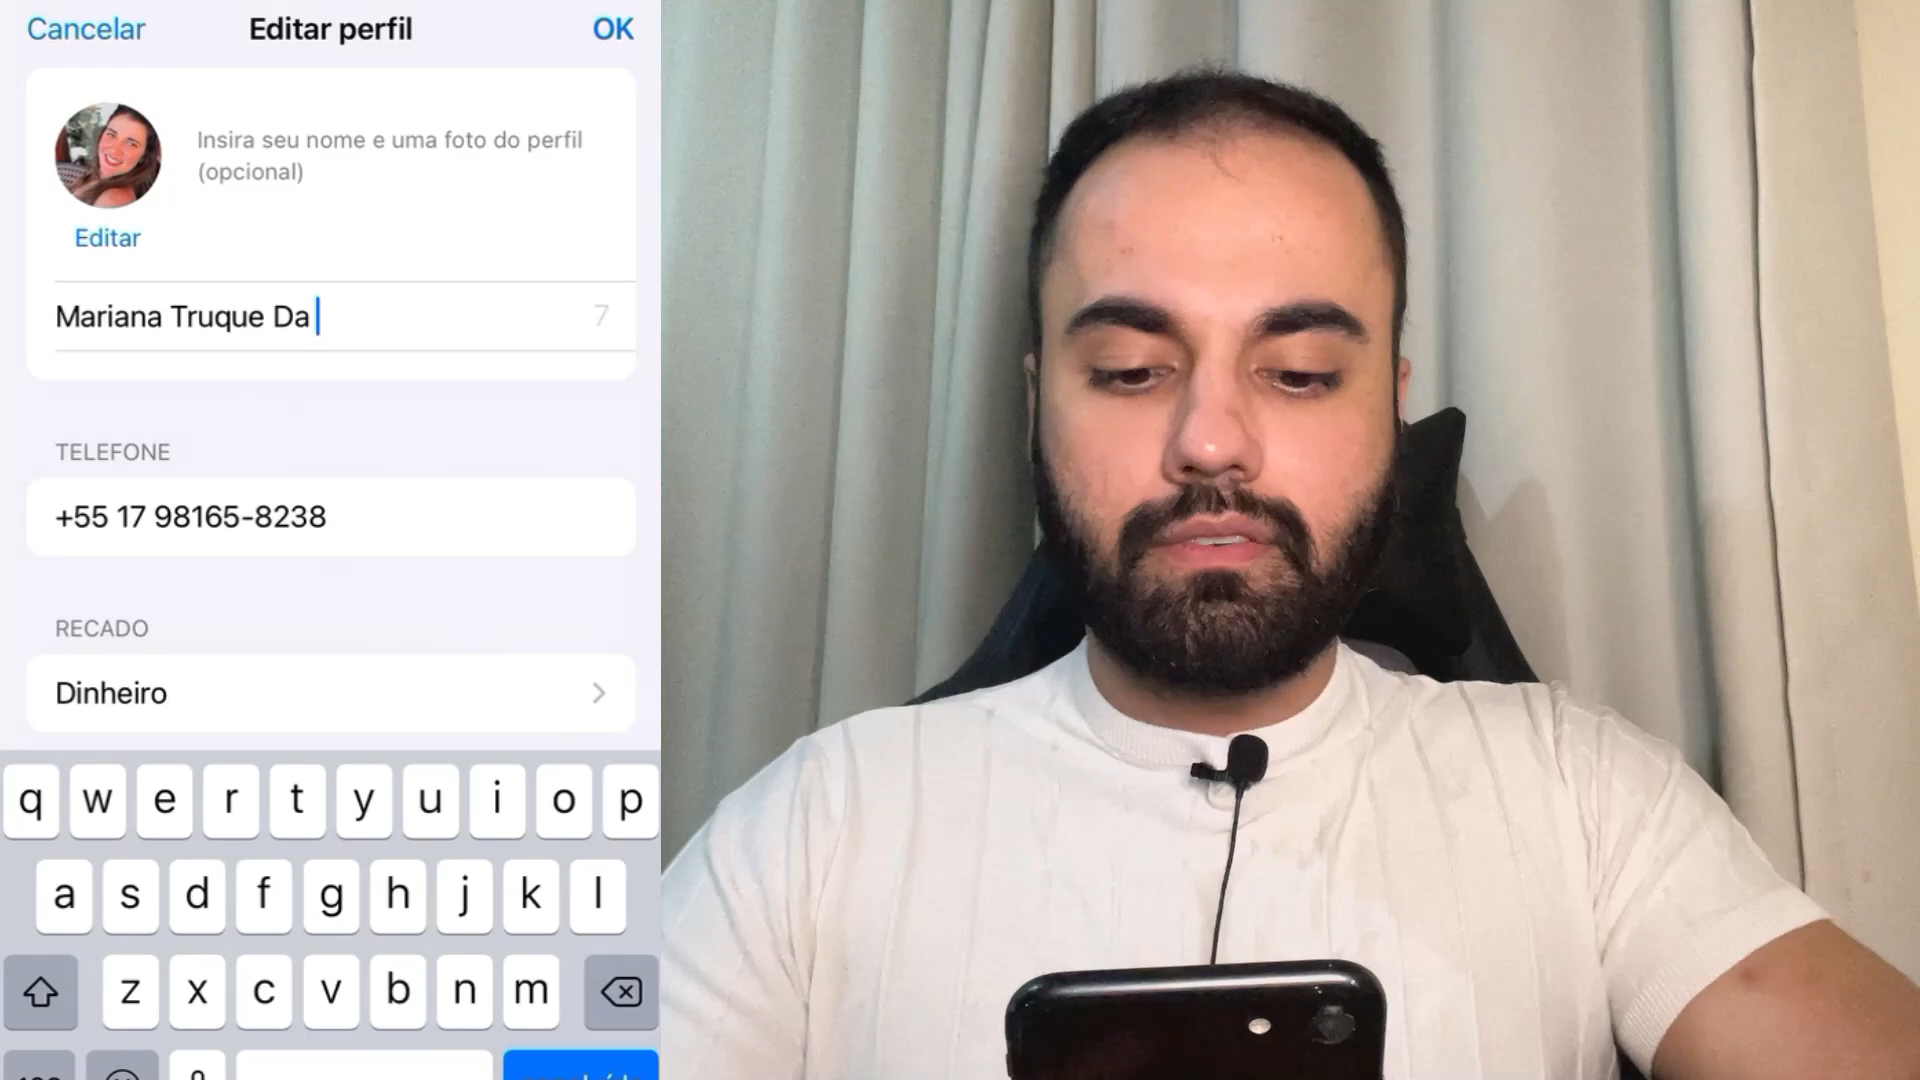 Cancelar
Editar perfil
OK
Insira seu nome e uma foto do perfil
(opcional)
Editar
Mariana Truque Da
7
TELEFONE
+55 17 98165-8238
RECADO
Dinheiro
q w e r t y u i o p
a s d f g h j k l
z x c v b n m